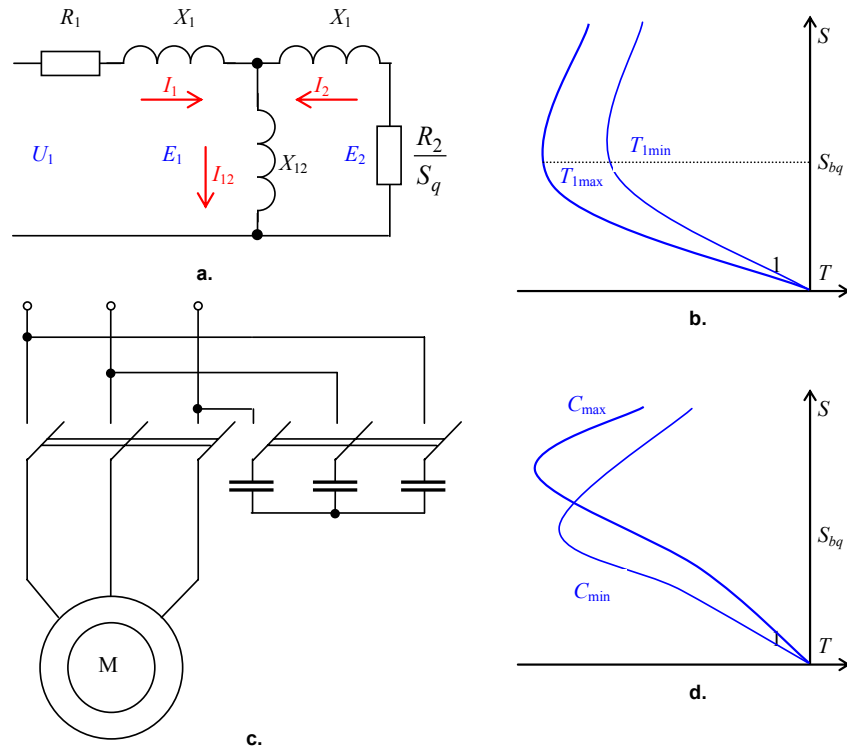 R1 X1 X1
I1 I2
U1 E1 I12 X12 E2 R2/Sq
a.
S
T1min
Sbq
T1max
1 T
b.
M
c.
Cmax S
Sbq
Cmin
1 T
d.